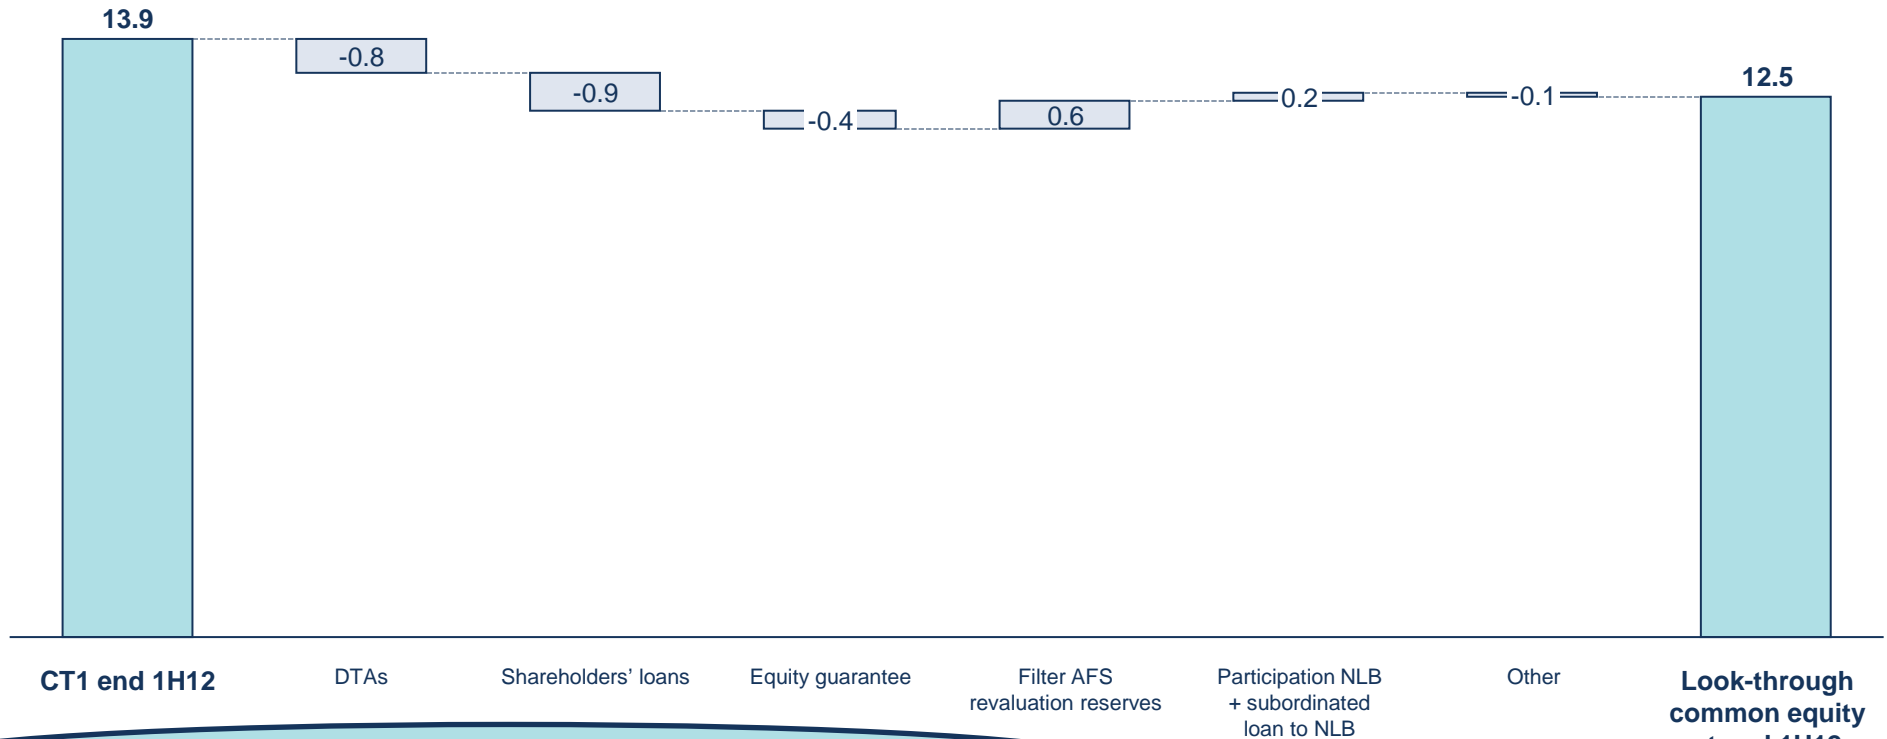 13.9
-0.8
-0.9
-0.4
0.6
0.2
-0.1
12.5
CT1 end 1H12
DTAs
Shareholders’ loans
Equity guarantee
Filter AFS
revaluation reserves
Participation NLB
+ subordinated
loan to NLB
Other
Look-through
common equity